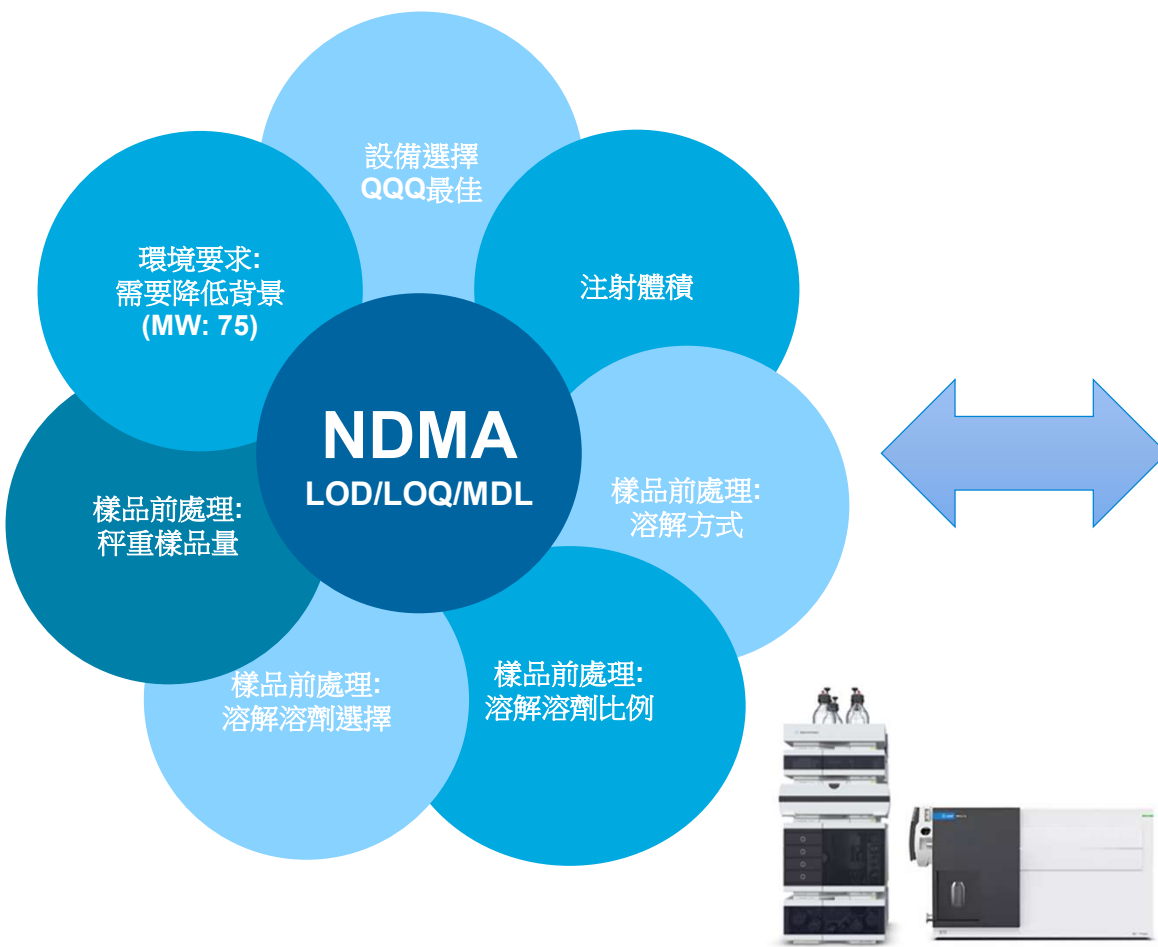 設備選擇
QQQ最佳
注射體積
樣品前處理:
溶解方式
樣品前處理:
溶解溶劑比例
樣品前處理:
溶解溶劑選擇
樣品前處理:
秤重樣品量
環境要求:
需要降低背景
(MW: 75)
NDMA
LOD/LOQ/MDL